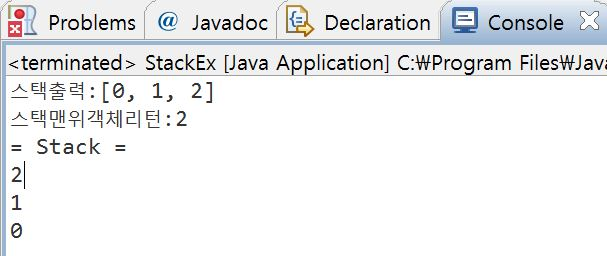 Problems @ Javadoc Declaration Console
<terminated> StackEx [Java Application] C:₩Program Files₩Java
스택출력:[0, 1, 2]
스택맨위객체리턴:2
= Stack =
2
1
0